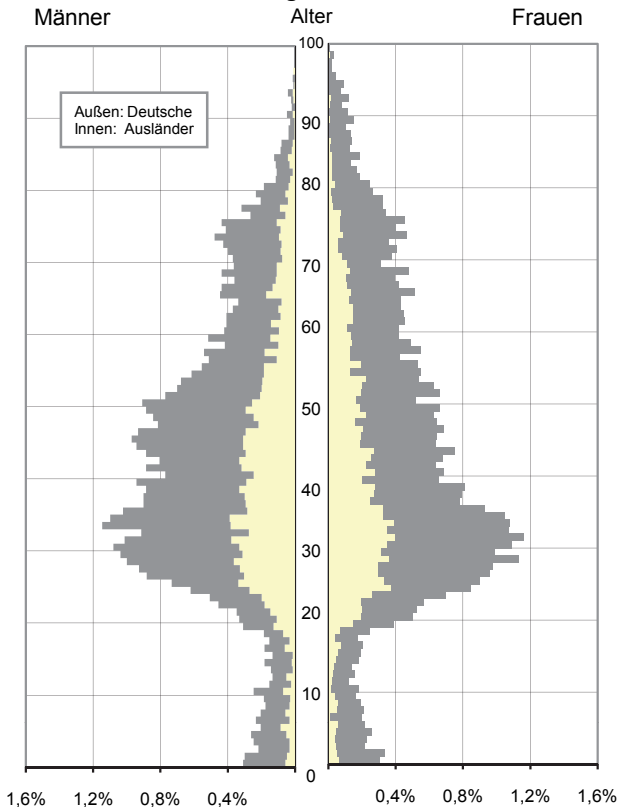 Männer Alter Frauen
100
Außen: Deutsche
Innen: Ausländer
90
80
70
60
50
40
30
20
10
0
1,6% 1,2% 0,8% 0,4% 0,4% 0,8% 1,2% 1,6%